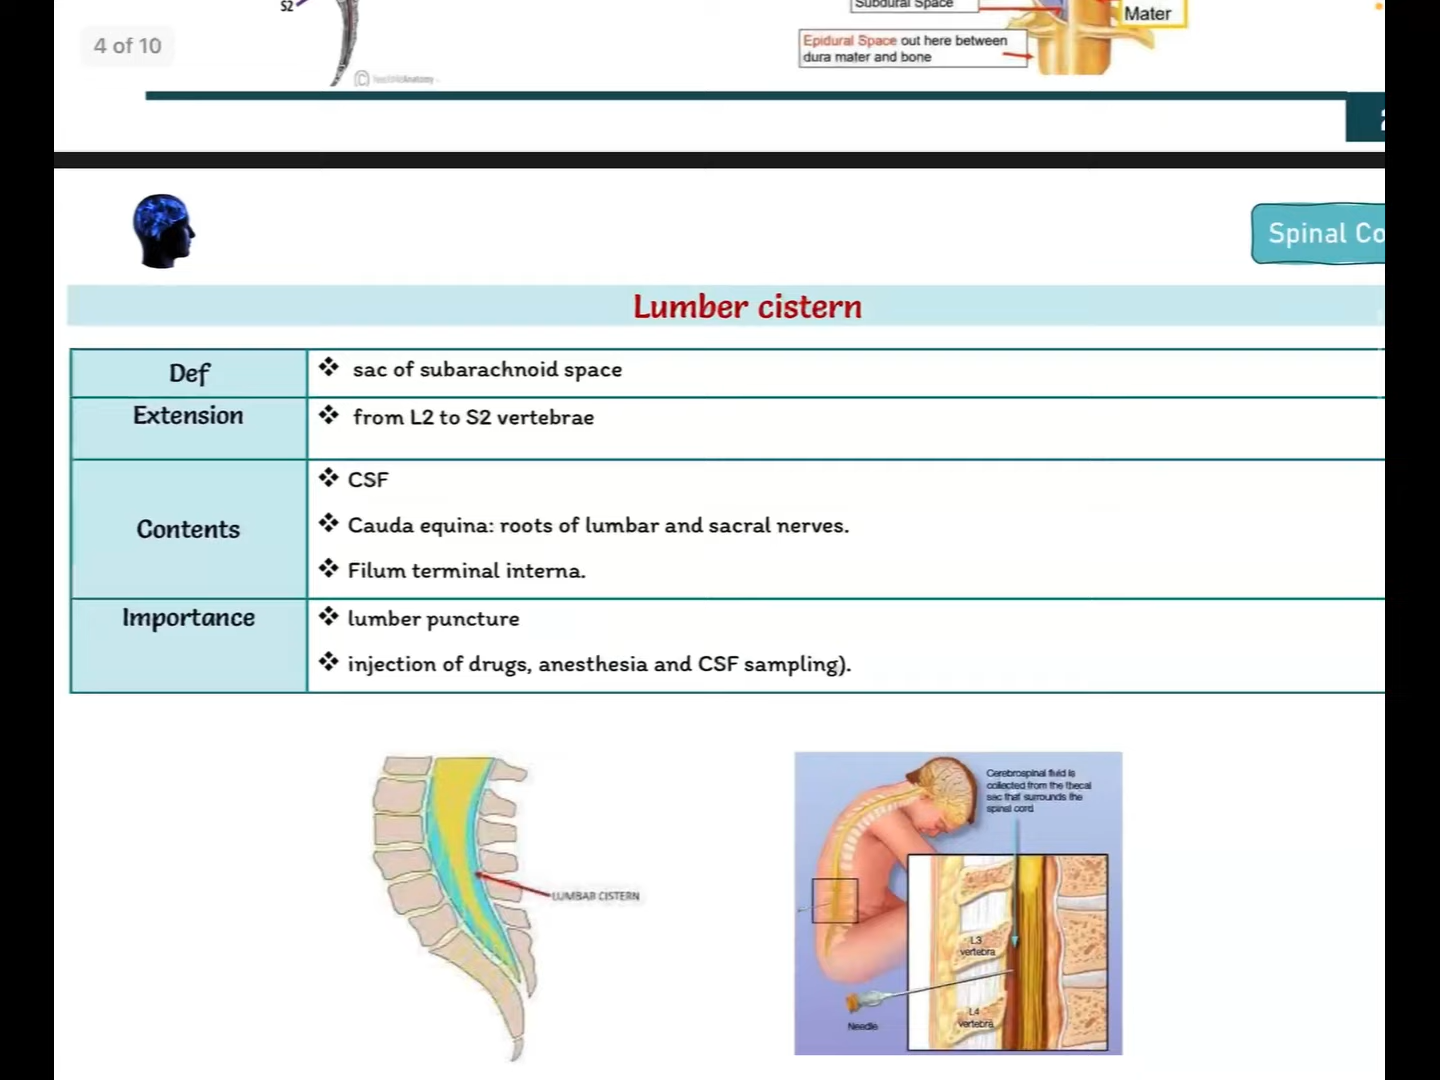 S2
Subdural Space
Mater
4 of 10
Epidural Space out here between
dura mater and bone
TeachMeAnatomy
Spinal Co
Lumber cistern
Def
❖ sac of subarachnoid space
Extension
❖ from L2 to S2 vertebrae
Contents
❖ CSF
❖ Cauda equina: roots of lumbar and sacral nerves.
❖ Filum terminal interna.
Importance
❖ lumber puncture
❖ injection of drugs, anesthesia and CSF sampling).
Cerebrospinal fluid is
collected from the thecal
sac that surrounds the
spinal cord
LUMBAR CISTERN
L3
vertebra
L4
vertebra
Needle